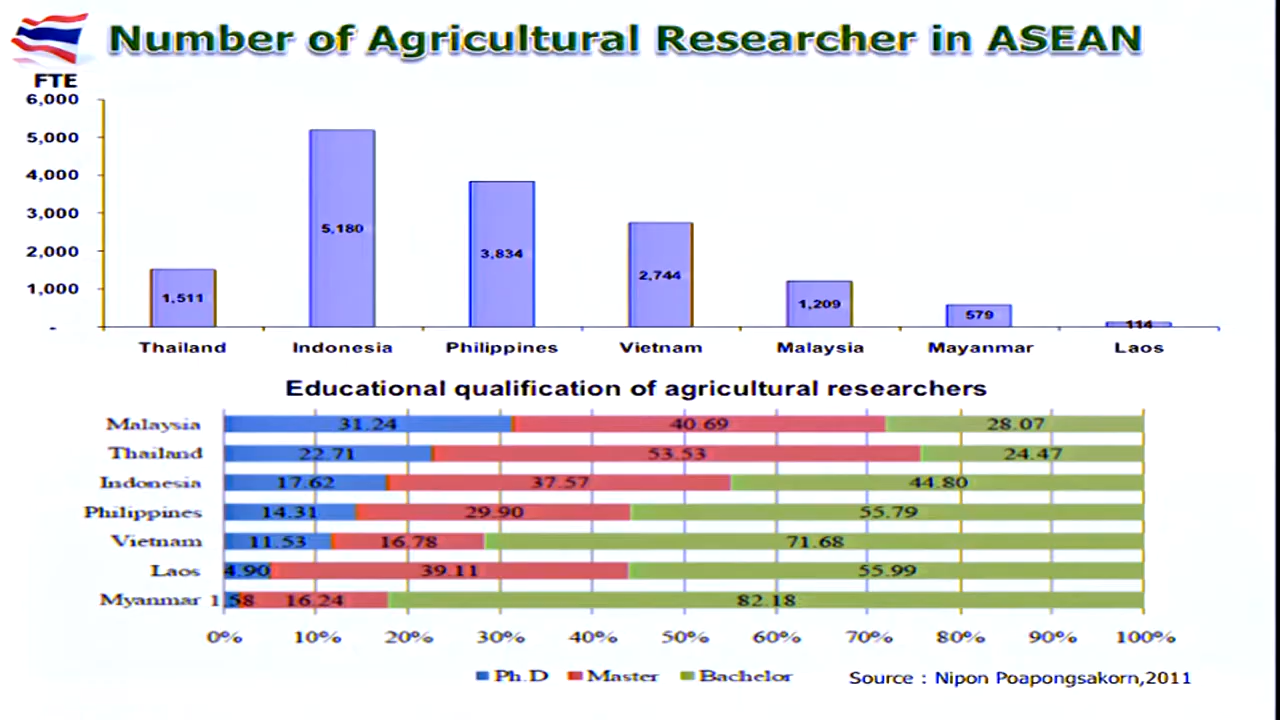 Number of Agricultural Researcher in ASEAN
FTE
6,000
5,000
4,000
3,000
2,000
1,000
-
1,511
5,180
3,834
2,744
1,209
579
114
Thailand Indonesia Philippines Vietnam Malaysia Mayanmar Laos
Educational qualification of agricultural researchers
Malaysia 31.24 40.69 28.07
Thailand 22.71 53.53 24.47
Indonesia 17.62 37.57 44.80
Philippines 14.31 29.90 55.79
Vietnam 11.53 16.78 71.68
Laos 4.90 39.11 55.99
Myanmar 1.58 16.24 82.18
0% 10% 20% 30% 40% 50% 60% 70% 80% 90% 100%
Ph.D Master Bachelor
Source : Nipon Poapongsakorn,2011